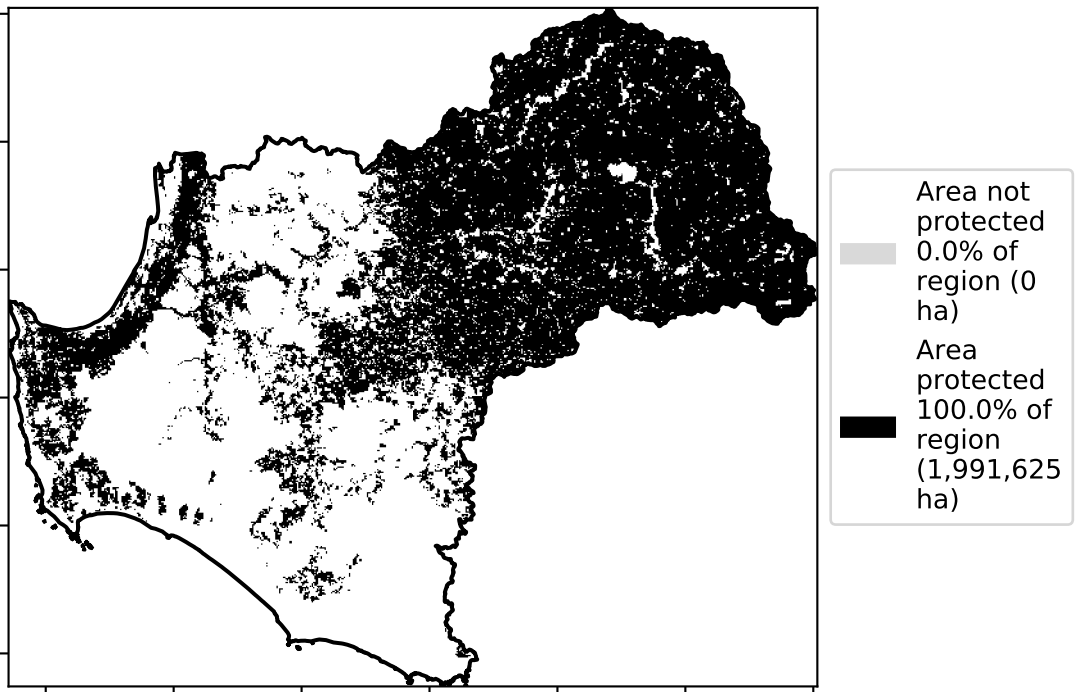 Area not
protected
0.0% of
region (0
ha)
Area
protected
100.0% of
region
(1,991,625
ha)